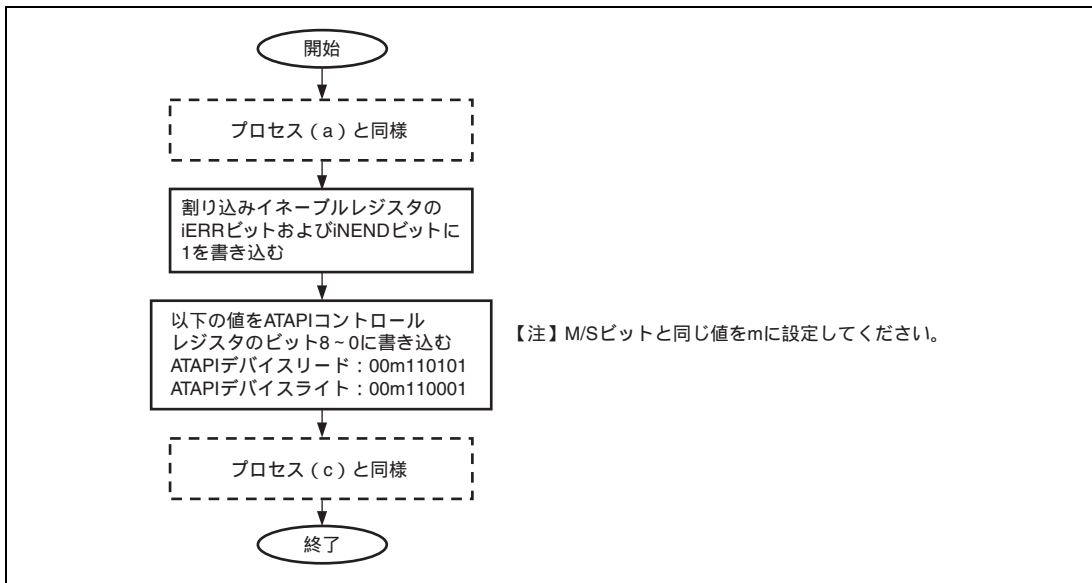 開始
プロセス（a）と同様
割り込みイネーブルレジスタの
iERRビットおよびiNENDビットに
1を書き込む
以下の値をATAPIコントロール
レジスタのビット8～0に書き込む
ATAPIデバイスリード：00m110101
ATAPIデバイスライト：00m110001
【注】M/Sビットと同じ値をmに設定してください。
プロセス（c）と同様
終了